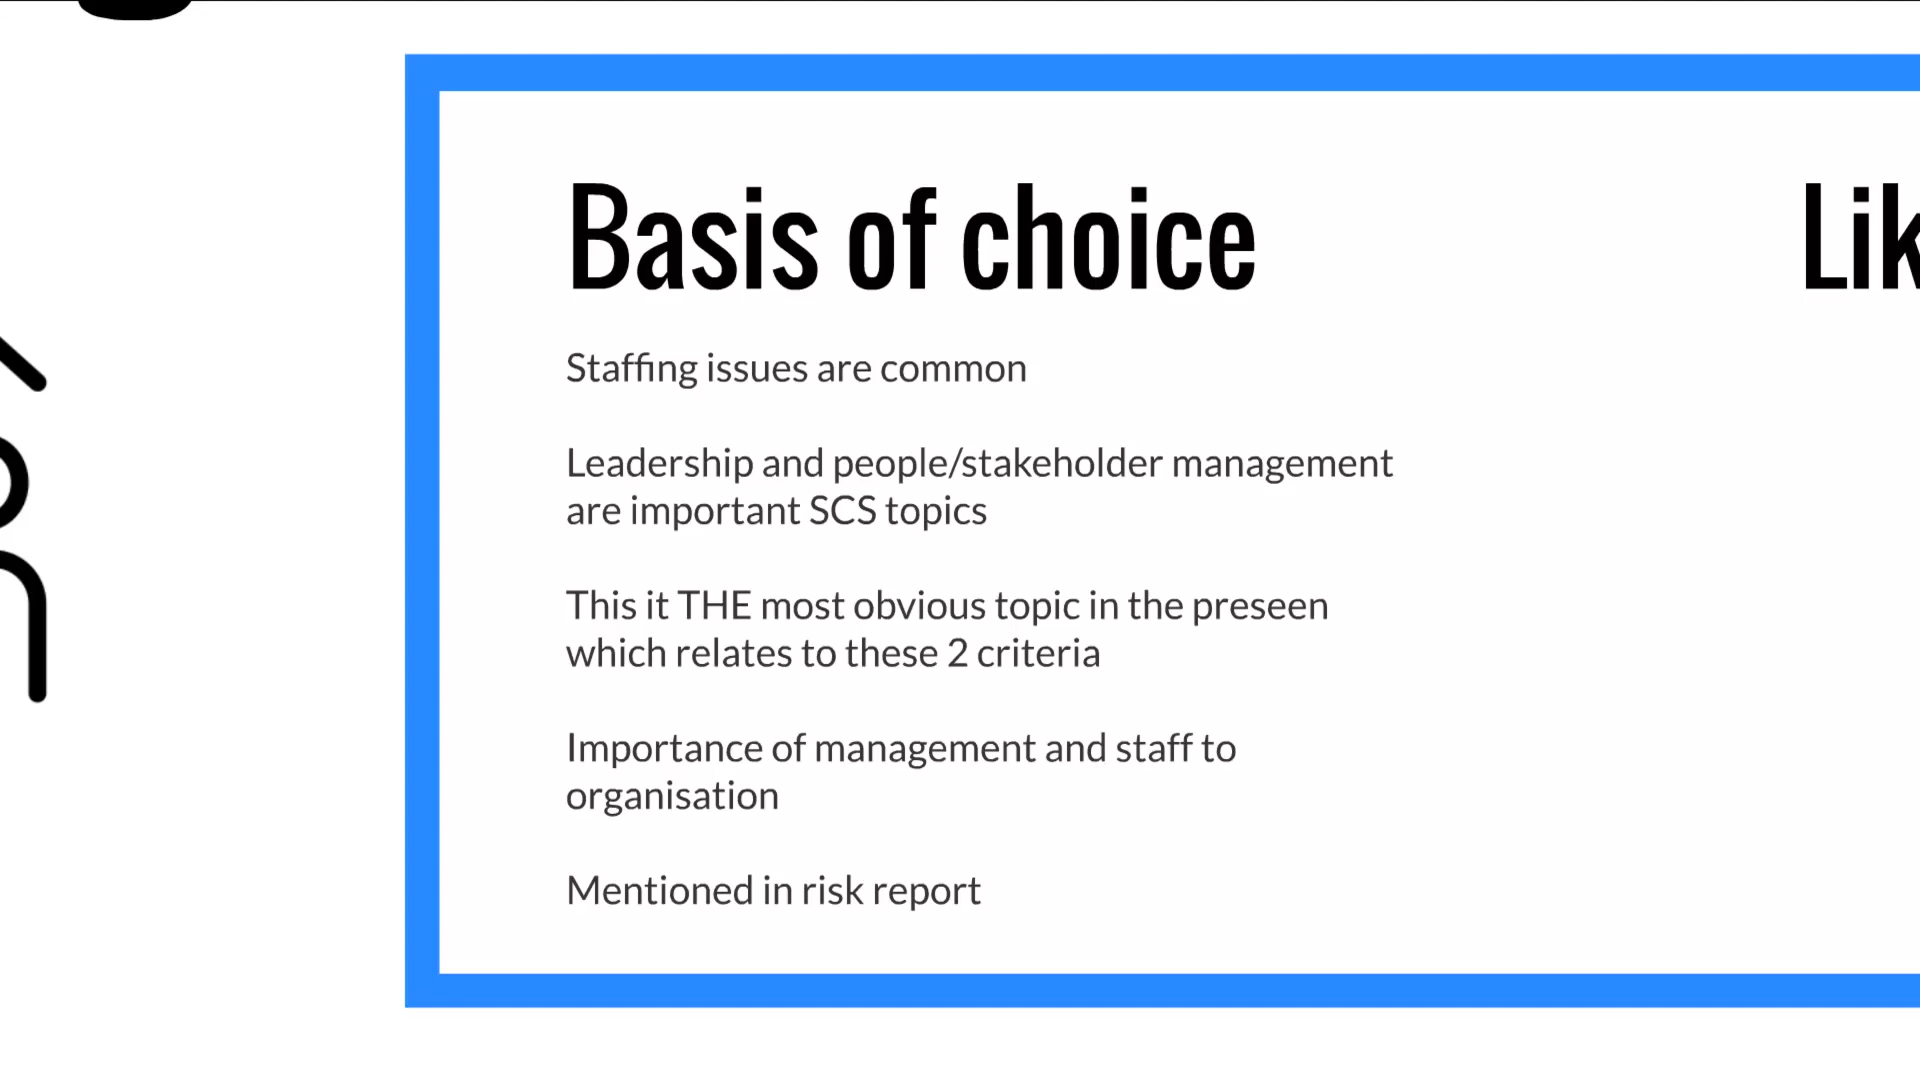 Basis of choice
Lik
Staffing issues are common
Leadership and people/stakeholder management
are important SCS topics
This it THE most obvious topic in the preseen
which relates to these 2 criteria
Importance of management and staff to
organisation
Mentioned in risk report